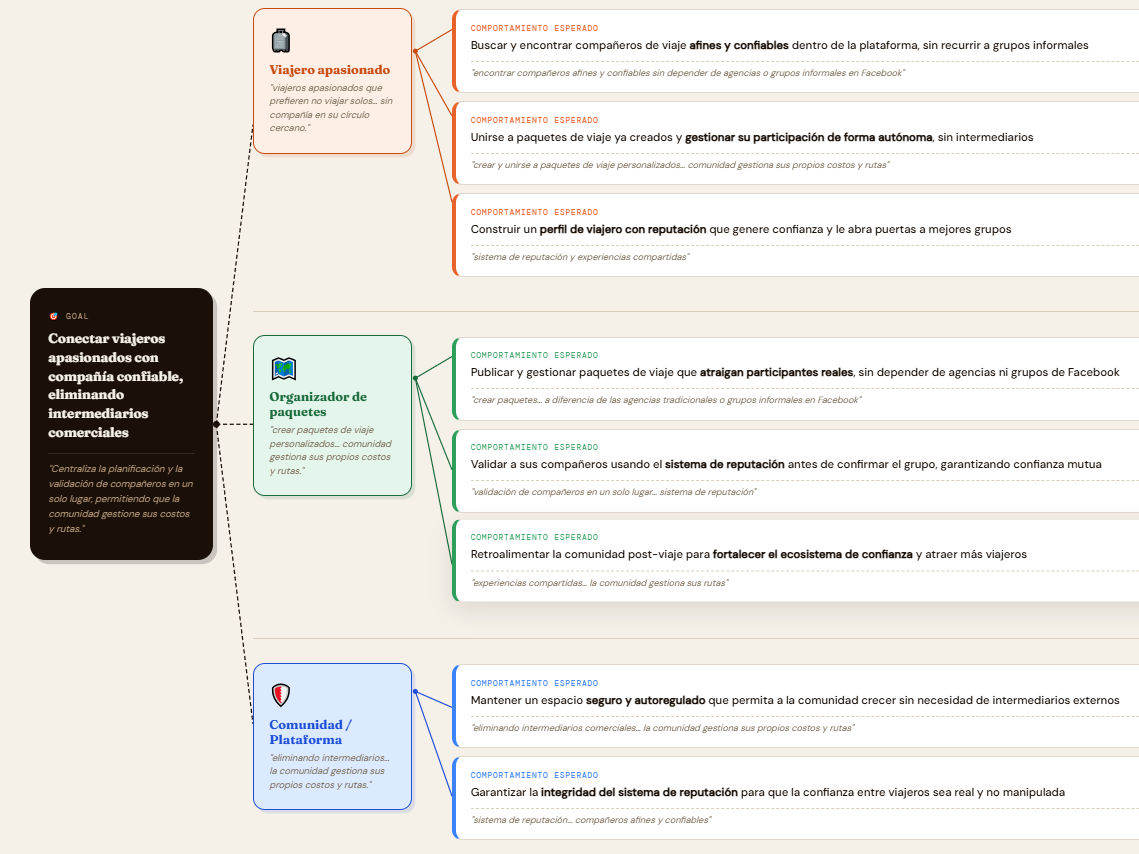 GOAL
Conectar viajeros
apasionados con
compañía confiable,
eliminando
intermediarios
comerciales
"Centraliza la planificación y la
validación de compañeros en un
solo lugar, permitiendo que la
comunidad gestione sus costos
y rutas."
Viajero apasionado
"viajeros apasionados que
prefieren no viajar solos... sin
compañía en su círculo
cercano."
COMPORTAMIENTO ESPERADO
Buscar y encontrar compañeros de viaje afines y confiables dentro de la plataforma, sin recurrir a grupos informales
"encontrar compañeros afines y confiables sin depender de agencias o grupos informales en Facebook"
COMPORTAMIENTO ESPERADO
Unirse a paquetes de viaje ya creados y gestionar su participación de forma autónoma, sin intermediarios
"crear y unirse a paquetes de viaje personalizados... comunidad gestiona sus propios costos y rutas"
COMPORTAMIENTO ESPERADO
Construir un perfil de viajero con reputación que genere confianza y le abra puertas a mejores grupos
"sistema de reputación y experiencias compartidas"
Organizador de
paquetes
"crear paquetes de viaje
personalizados... comunidad
gestiona sus propios costos
y rutas."
COMPORTAMIENTO ESPERADO
Publicar y gestionar paquetes de viaje que atraigan participantes reales, sin depender de agencias ni grupos de Facebook
"crear paquetes... a diferencia de las agencias tradicionales o grupos informales en Facebook"
COMPORTAMIENTO ESPERADO
Validar a sus compañeros usando el sistema de reputación antes de confirmar el grupo, garantizando confianza mutua
"validación de compañeros en un solo lugar... sistema de reputación"
COMPORTAMIENTO ESPERADO
Retroalimentar la comunidad post-viaje para fortalecer el ecosistema de confianza y atraer más viajeros
"experiencias compartidas... la comunidad gestiona sus rutas"
Comunidad /
Plataforma
"eliminando intermediarios...
la comunidad gestiona sus
propios costos y rutas."
COMPORTAMIENTO ESPERADO
Mantener un espacio seguro y autoregulado que permita a la comunidad crecer sin necesidad de intermediarios externos
"eliminando intermediarios comerciales... la comunidad gestiona sus propios costos y rutas"
COMPORTAMIENTO ESPERADO
Garantizar la integridad del sistema de reputación para que la confianza entre viajeros sea real y no manipulada
"sistema de reputación... compañeros afines y confiables"